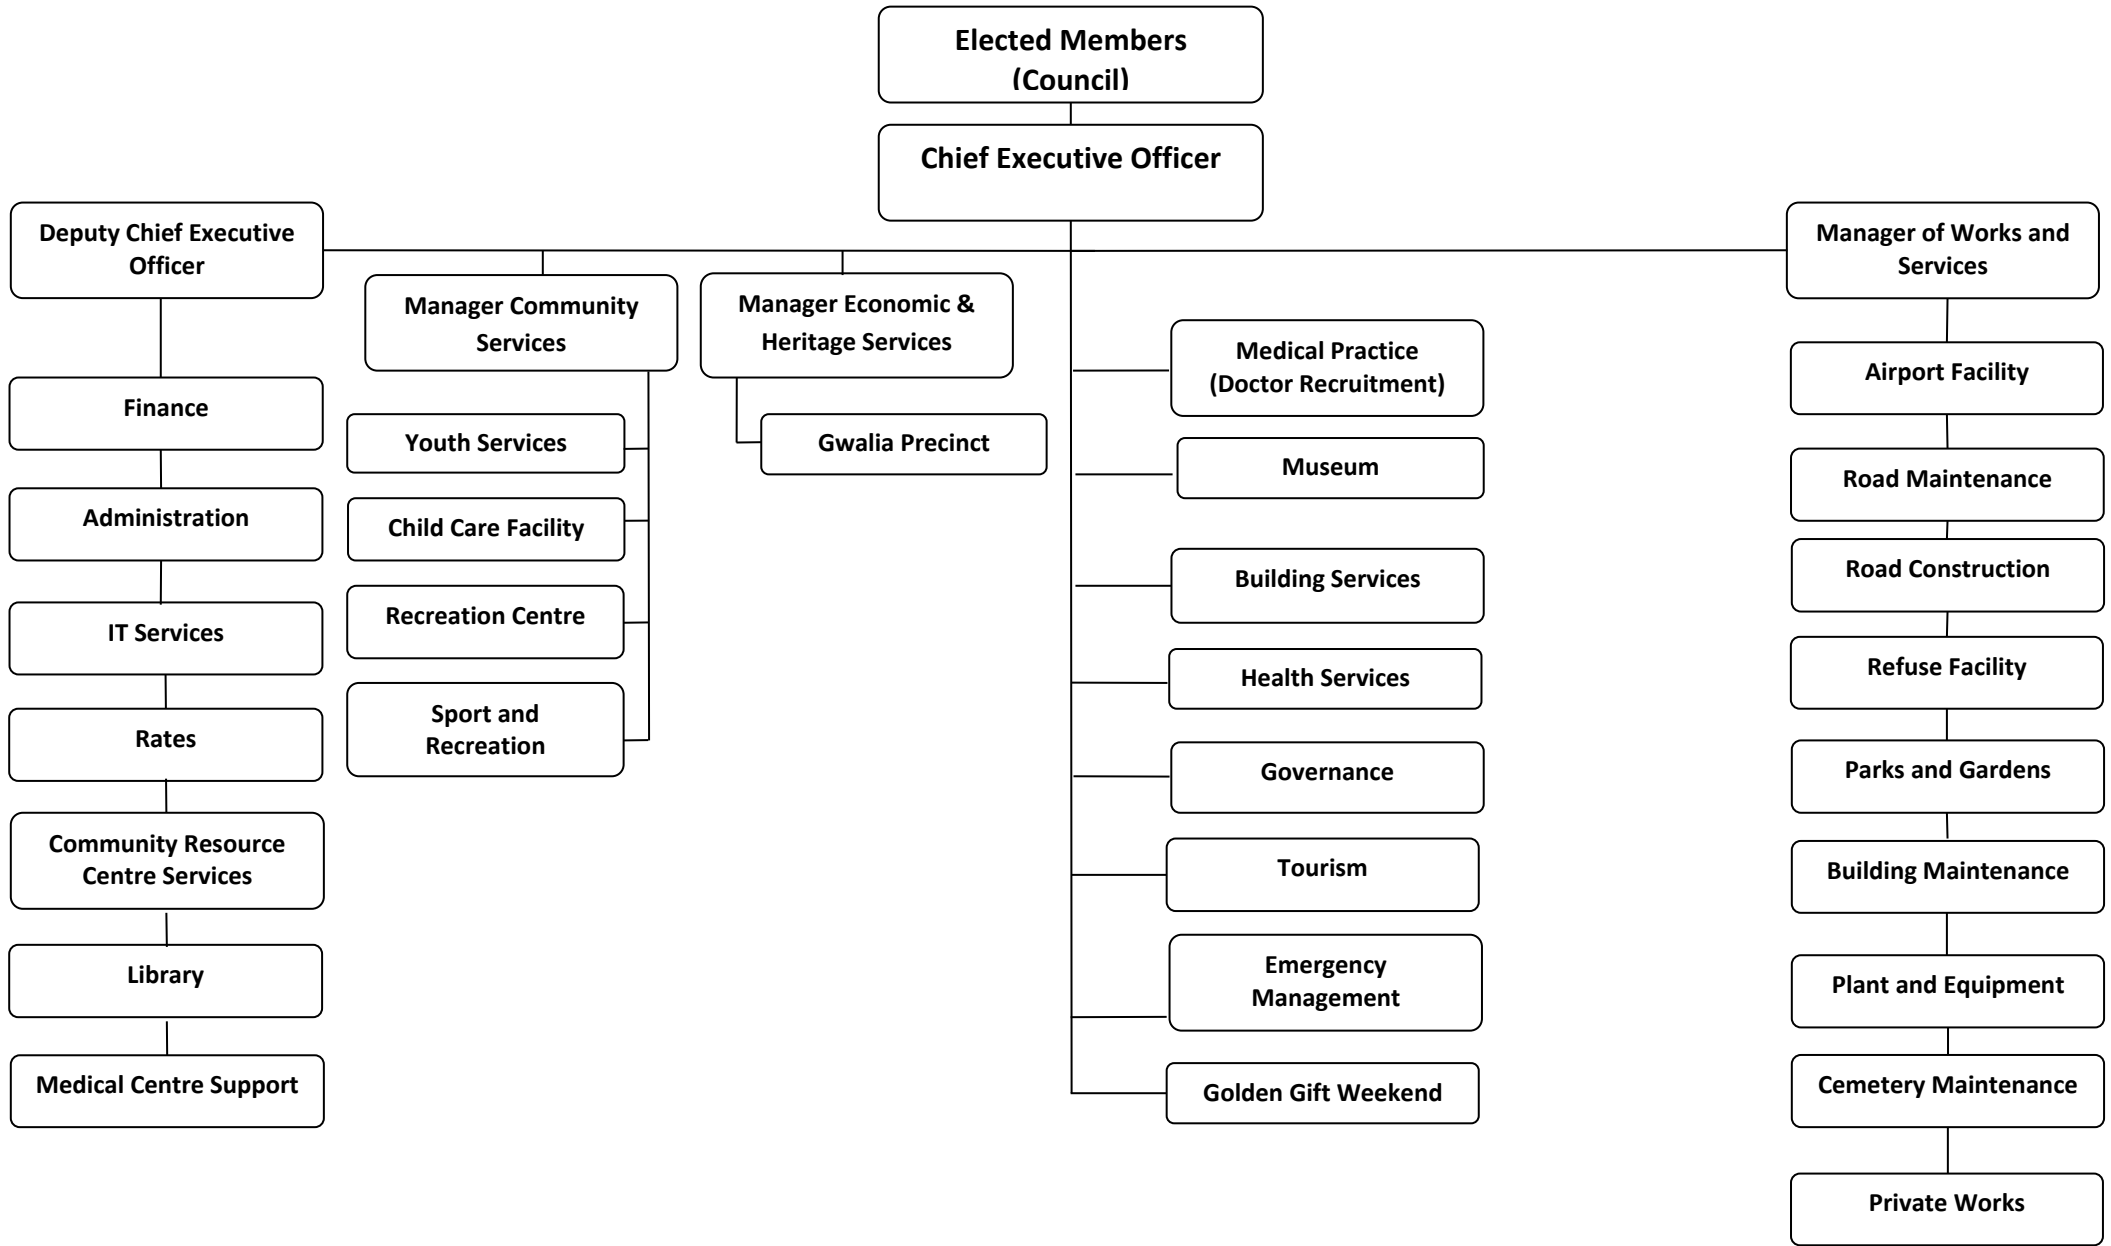 Elected Members
(Council)
Chief Executive Officer
Deputy Chief Executive
Officer
Finance
Administration
IT Services
Rates
Community Resource
Centre Services
Library
Medical Centre Support
Manager Community
Services
Youth Services
Child Care Facility
Recreation Centre
Sport and
Recreation
Manager Economic &
Heritage Services
Gwalia Precinct
Medical Practice
(Doctor Recruitment)
Museum
Building Services
Health Services
Governance
Tourism
Emergency
Management
Golden Gift Weekend
Manager of Works and
Services
Airport Facility
Road Maintenance
Road Construction
Refuse Facility
Parks and Gardens
Building Maintenance
Plant and Equipment
Cemetery Maintenance
Private Works